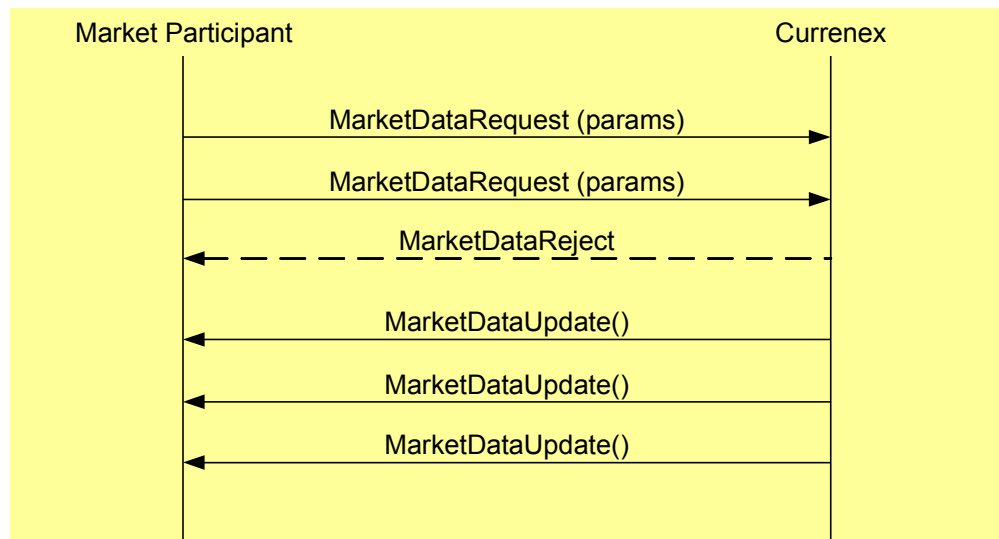 Market Participant
Currenex
MarketDataRequest (params)
MarketDataRequest (params)
MarketDataReject
MarketDataUpdate()
MarketDataUpdate()
MarketDataUpdate()